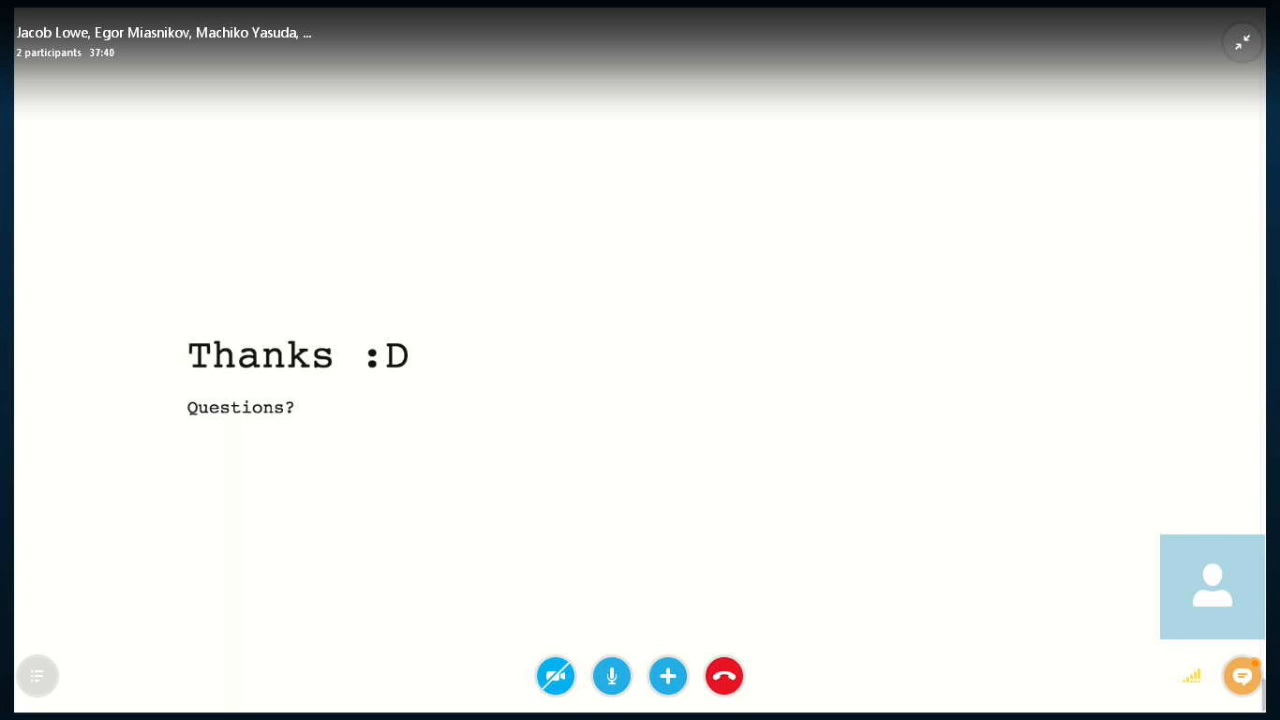 Jacob Lowe, Egor Miasnikov, Machiko Yasuda, ...
2 participants 37:40
Thanks :D
Questions?